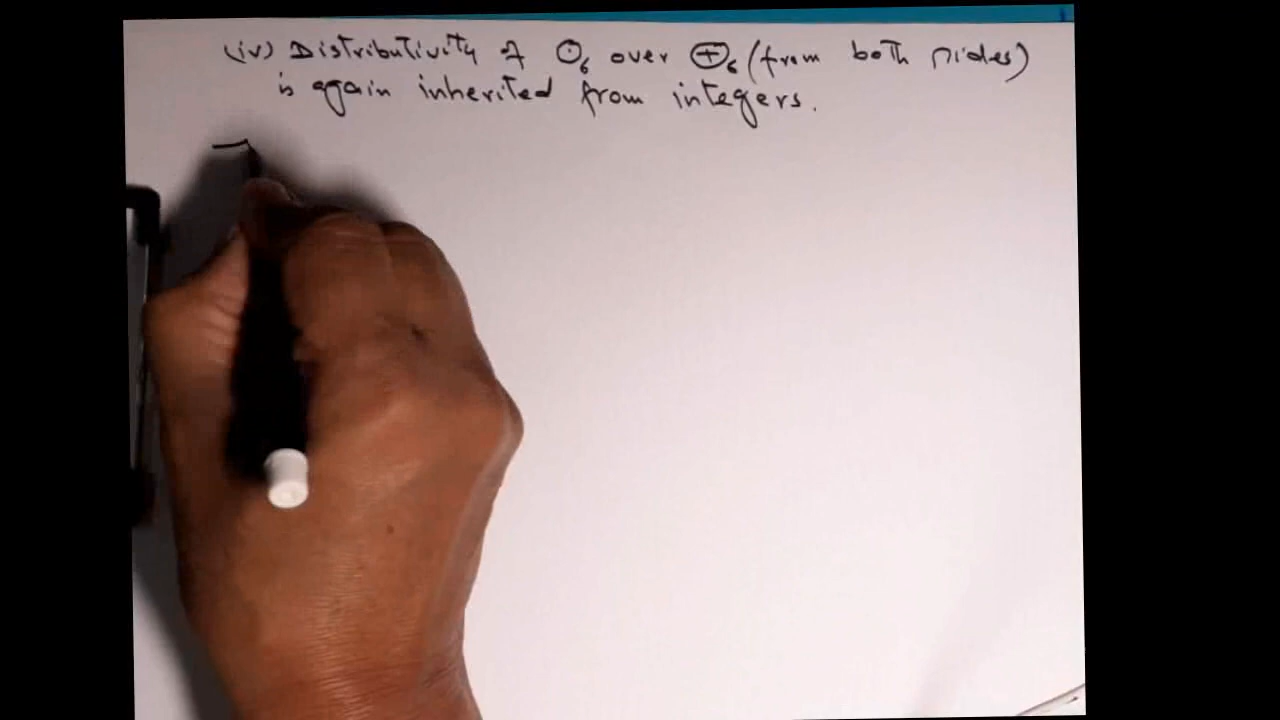 (iv) Distributivity of ⊙₆ over ⊕₆ (from both sides)
is again inherited from integers.